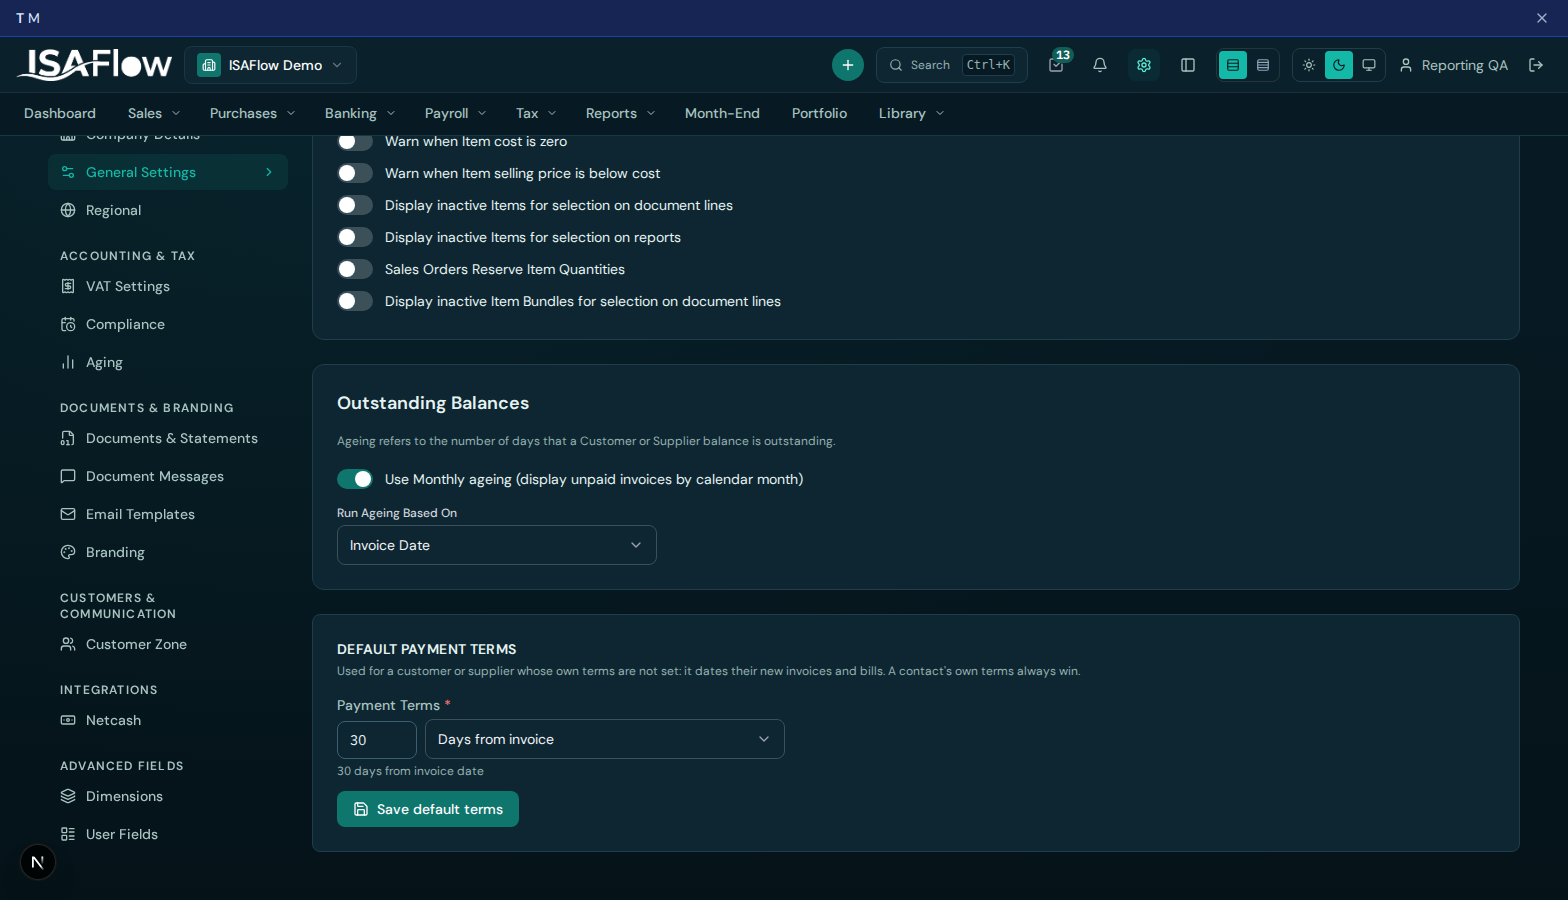 T M
ISAFlow
ISAFlow Demo
Search Ctrl+K
13
Reporting QA
Dashboard
Sales
Purchases
Banking
Payroll
Tax
Reports
Month-End
Portfolio
Library
Company Details
General Settings
Regional
ACCOUNTING & TAX
VAT Settings
Compliance
Aging
DOCUMENTS & BRANDING
Documents & Statements
Document Messages
Email Templates
Branding
CUSTOMERS &
COMMUNICATION
Customer Zone
INTEGRATIONS
Netcash
ADVANCED FIELDS
Dimensions
User Fields
N
Warn when Item cost is zero
Warn when Item selling price is below cost
Display inactive Items for selection on document lines
Display inactive Items for selection on reports
Sales Orders Reserve Item Quantities
Display inactive Item Bundles for selection on document lines
Outstanding Balances
Ageing refers to the number of days that a Customer or Supplier balance is outstanding.
Use Monthly ageing (display unpaid invoices by calendar month)
Run Ageing Based On
Invoice Date
DEFAULT PAYMENT TERMS
Used for a customer or supplier whose own terms are not set: it dates their new invoices and bills. A contact's own terms always win.
Payment Terms *
30
Days from invoice
30 days from invoice date
Save default terms